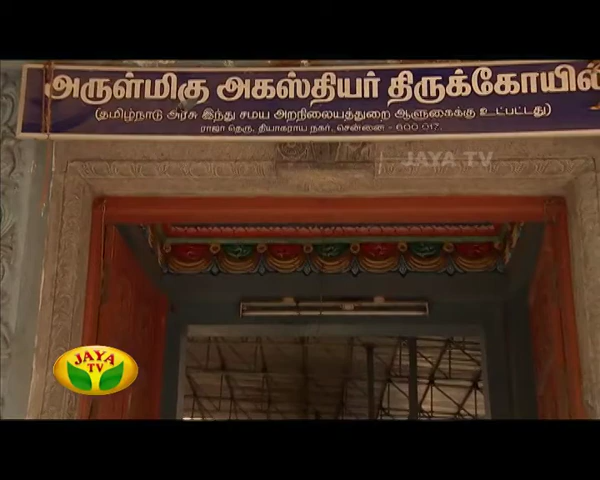 அருள்மிகு அகஸ்தியர் திருக்கோயில்
(தமிழ்நாடு அரசு இந்து சமய அறநிலையத்துறை ஆளுகைக்கு உட்பட்டது)
ராஜா தெரு, தியாகராய நகர், சென்னை - 600 017.
JAYA TV
JAYA
TV